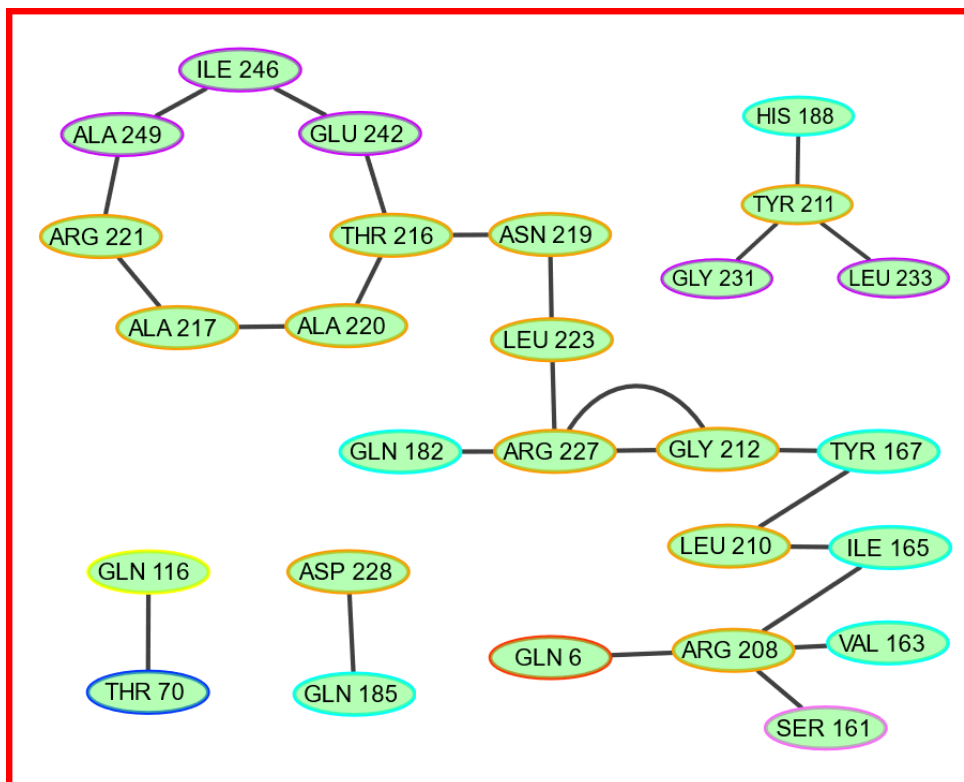 ILE 246
HIS 188
ALA 249
GLU 242
TYR 211
ARG 221
THR 216
ASN 219
GLY 231
LEU 233
ALA 217
ALA 220
LEU 223
GLN 182
ARG 227
GLY 212
TYR 167
LEU 210
ILE 165
GLN 116
ASP 228
GLN 6
ARG 208
VAL 163
THR 70
GLN 185
SER 161